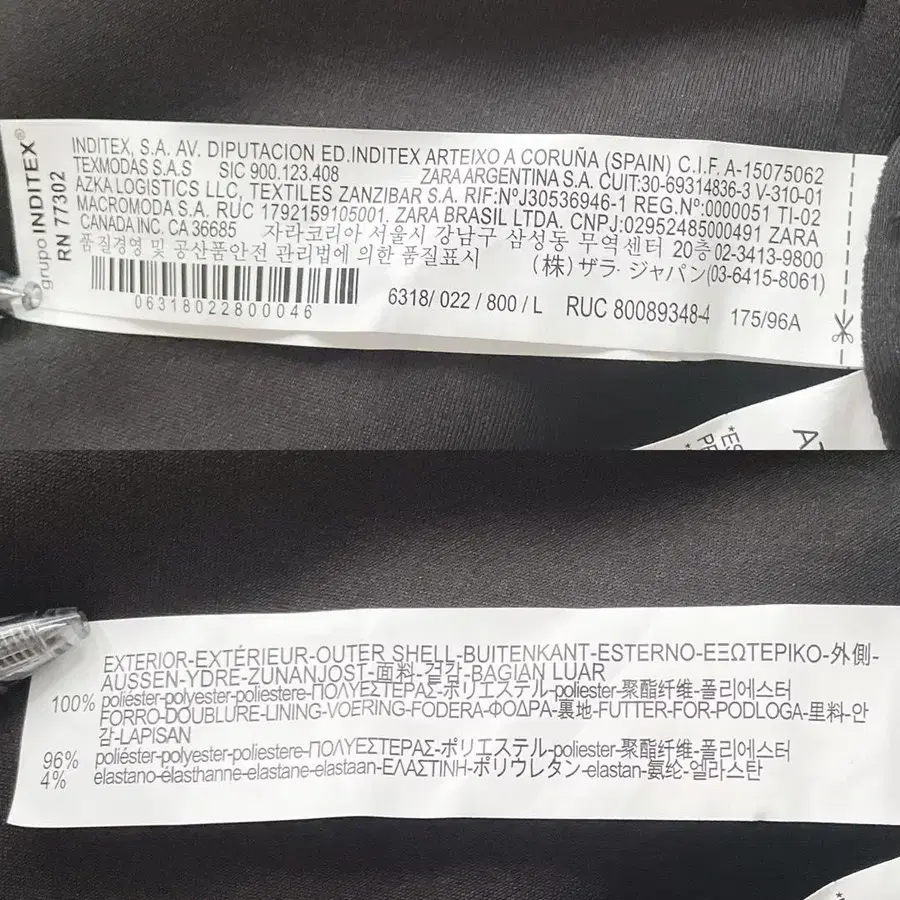 grupo INDITEX®
RN 77302
INDITEX, S.A. AV. DIPUTACION ED.INDITEX ARTEIXO A CORUÑA (SPAIN) C.I.F. A-15075062
TEXMODAS S.A.S SIC 900.123.408 ZARA ARGENTINA S.A. CUIT:30-69314836-3 V-310-01
AZKA LOGISTICS LLC, TEXTILES ZANZIBAR S.A. RIF:NºJ30536946-1 REG.Nº:0000051 TI-02
MACROMODA S.A. RUC 1792159105001. ZARA BRASIL LTDA. CNPJ:02952485000491 ZARA
CANADA INC. CA 36685 자라코리아 서울시 강남구 삼성동 무역센터 20층 02-3413-9800
품질경영 및 공산품안전 관리법에 의한 품질표시 (株) ザラ・ジャパン(03-6415-8061)
06318022800046 6318/ 022 / 800 / L RUC 80089348-4 175/96A
*ES
PE
EXTERIOR-EXTÉRIEUR-OUTER SHELL-BUITENKANT-ESTERNO-ΕΞΩΤΕΡΙΚΟ-外側-
AUSSEN-YDRE-ZUNANJOST-面料-겉감-BAGIAN LUAR
100% poliéster-polyester-poliestere-ΠΟΛΥΕΣΤΕΡΑΣ-ポリエステル-poliester-聚酯纤维-폴리에스터
FORRO-DOUBLURE-LINING-VOERING-FODERA-ΦΟΔΡΑ-裏地-FUTTER-FOR-PODLOGA-里料-안
감-LAPISAN
96% poliéster-polyester-poliestere-ΠΟΛΥΕΣΤΕΡΑΣ-ポリエステル-poliester-聚酯纤维-폴리에스터
4% elastano-élasthanne-elastane-elastaan-ΕΛΑΣΤΙΝΗ-ポリウレタン-elastan-氨纶-엘라스탄